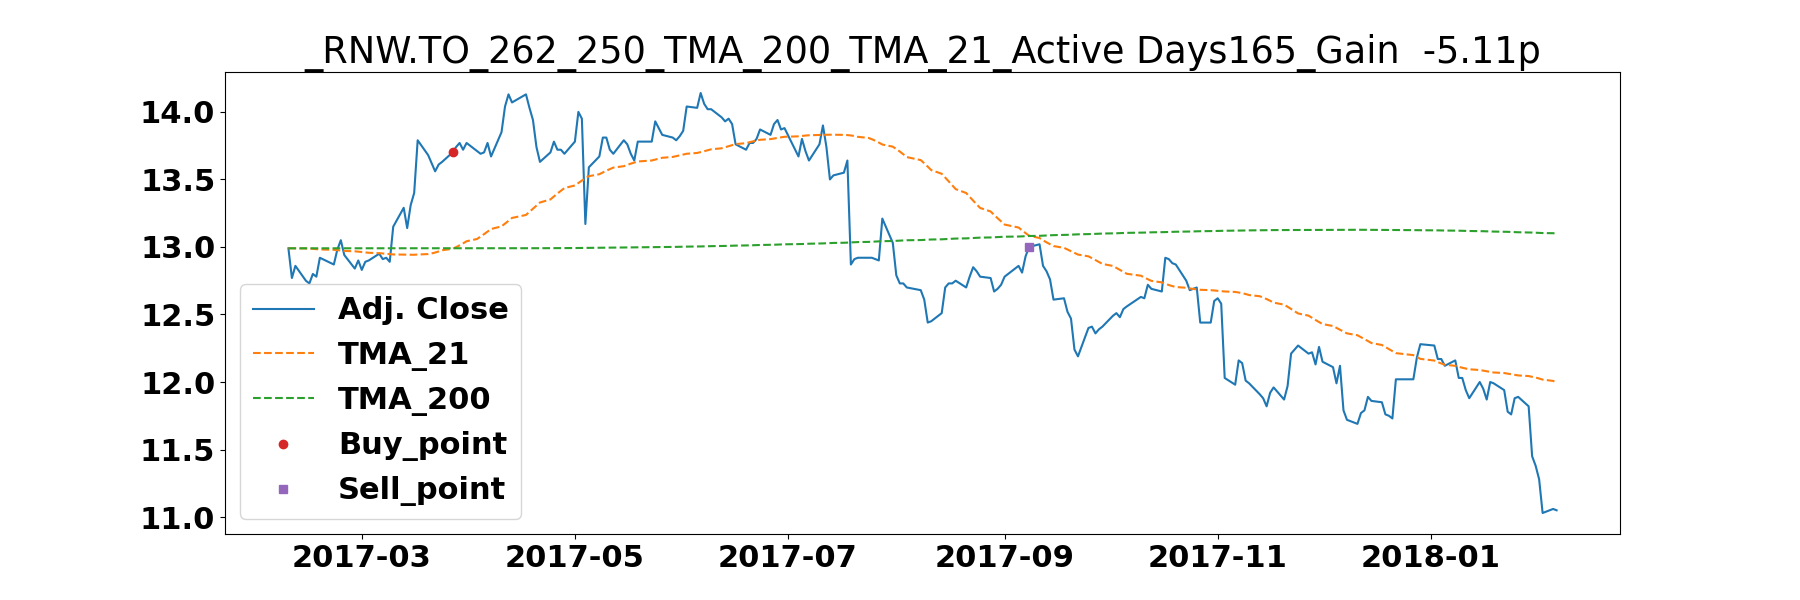 _RNW.TO_262_250_TMA_200_TMA_21_Active Days165_Gain  -5.11p
14.0
13.5
13.0
12.5
12.0
11.5
11.0
Adj. Close
TMA_21
TMA_200
Buy_point
Sell_point
2017-03 2017-05 2017-07 2017-09 2017-11 2018-01